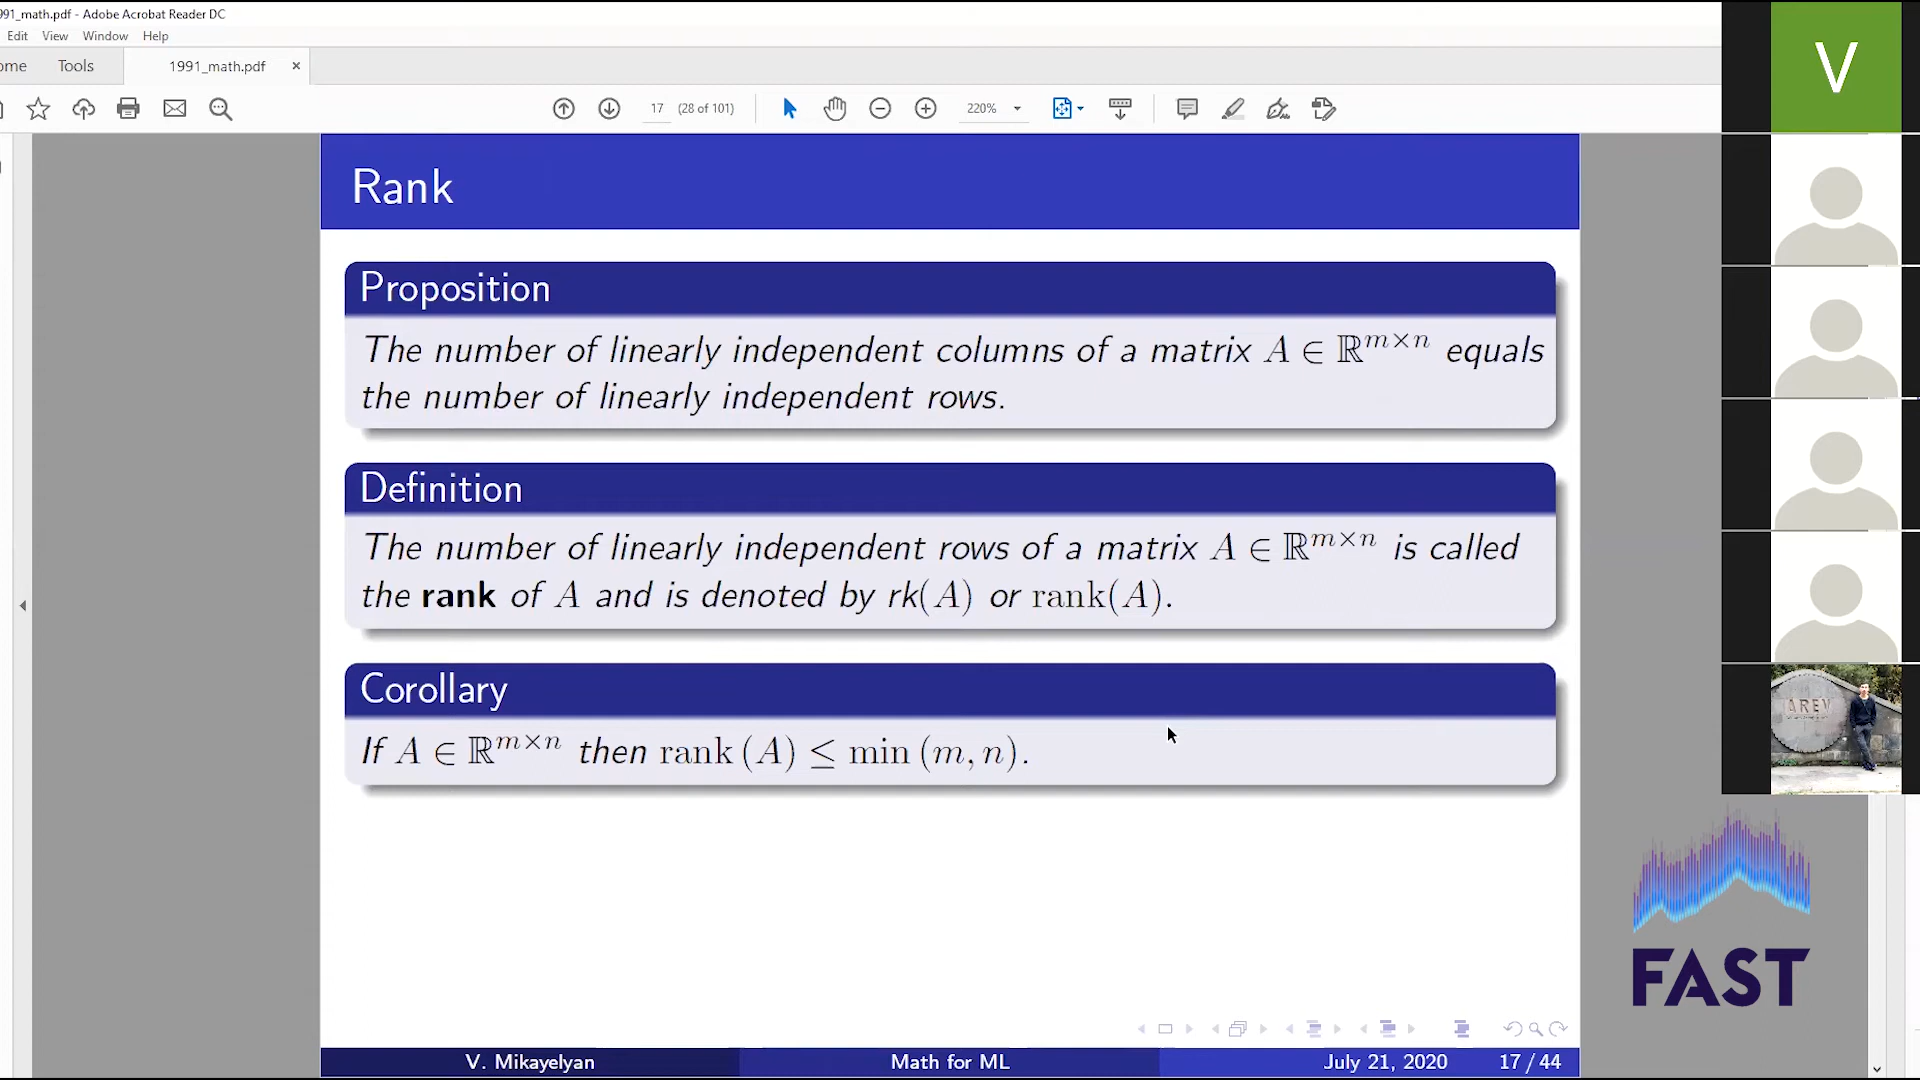 991_math.pdf - Adobe Acrobat Reader DC
Edit View Window Help
ome Tools 1991_math.pdf ×
17 (28 of 101) 220%
V
Rank
Proposition
The number of linearly independent columns of a matrix A ∈ ℝ^{m×n} equals
the number of linearly independent rows.
Definition
The number of linearly independent rows of a matrix A ∈ ℝ^{m×n} is called
the rank of A and is denoted by rk(A) or rank(A).
Corollary
If A ∈ ℝ^{m×n} then rank (A) ≤ min (m, n).
AREV
FAST
V. Mikayelyan Math for ML July 21, 2020 17 / 44